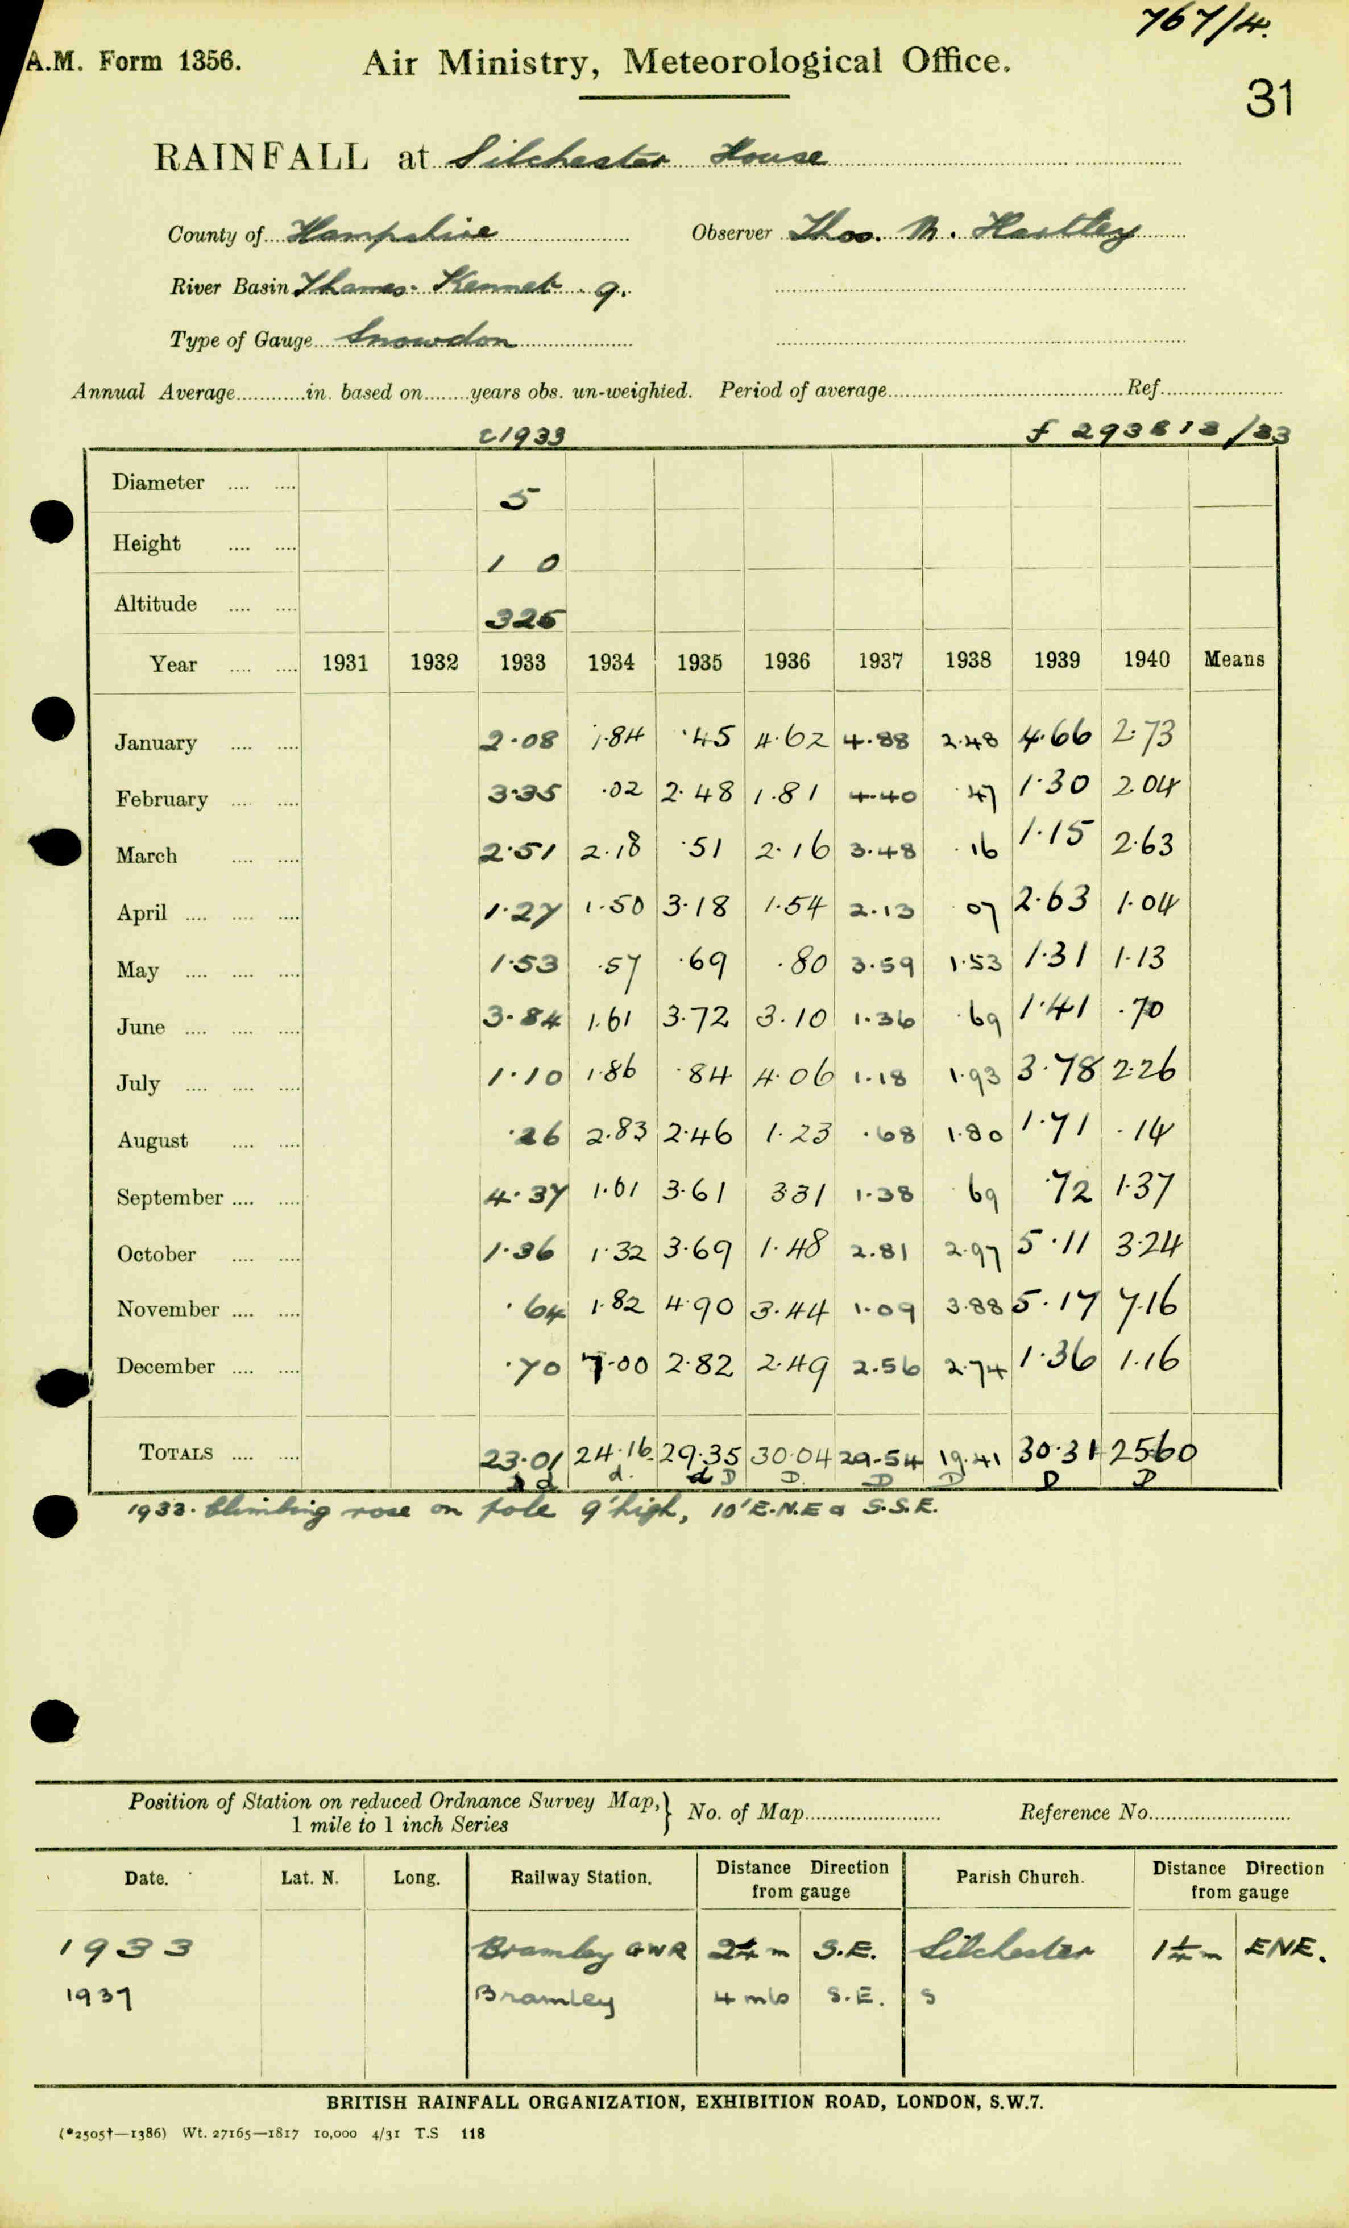 767/4.
A.M. Form 1356.
Air Ministry, Meteorological Office.
31
RAINFALL at Silchester House
County of Hampshire Observer Thos. M. Hartley
River Basin Thames. Kennet. 9.
Type of Gauge Snowdon
Annual Average............in. based on........years obs. un-weighted. Period of average.................... Ref....................
c1933 f 293813/33
Diameter .... .... 5
Height .... .... 1 0
Altitude .... .... 325
Year .... .... 1931 1932 1933 1934 1935 1936 1937 1938 1939 1940 Means
January .... .... 2.08 1.84 .45 4.62 4.88 2.48 4.66 2.73
February .... .... 3.35 .02 2.48 1.81 4.40 .47 1.30 2.04
March .... .... 2.51 2.18 .51 2.16 3.48 .16 1.15 2.63
April .... .... .... 1.27 1.50 3.18 1.54 2.13 07 2.63 1.04
May .... .... .... 1.53 .57 .69 .80 3.59 1.53 1.31 1.13
June .... .... .... 3.84 1.61 3.72 3.10 1.36 .69 1.41 .70
July .... .... .... 1.10 1.86 .84 4.06 1.18 1.93 3.78 2.26
August .... .... .26 2.83 2.46 1.23 .68 1.80 1.71 .14
September .... .... 4.37 1.61 3.61 331 1.38 69 .72 1.37
October .... .... 1.36 1.32 3.69 1.48 2.81 2.97 5.11 3.24
November .... .... .64 1.82 4.90 3.44 1.09 3.88 5.17 7.16
December .... .... .70 7.00 2.82 2.49 2.56 2.74 1.36 1.16
TOTALS .... .... 23.01 24.16 29.35 30.04 29.54 19.41 30.31 2560
d d. d D D. D D D D
1933. Climbing rose on pole 9' high, 10' E.N.E & S.S.E.
Position of Station on reduced Ordnance Survey Map, 1 mile to 1 inch Series } No. of Map.................... Reference No....................
Date. Lat. N. Long. Railway Station. Distance Direction from gauge Parish Church. Distance Direction from gauge
1933 Bramley GWR 2¼ m S.E. Silchester 1¼ m ENE.
1937 Bramley 4 mls S.E. S
BRITISH RAINFALL ORGANIZATION, EXHIBITION ROAD, LONDON, S.W.7.
(*2505†—1386) Wt. 27165—1817 10,000 4/31 T.S 118